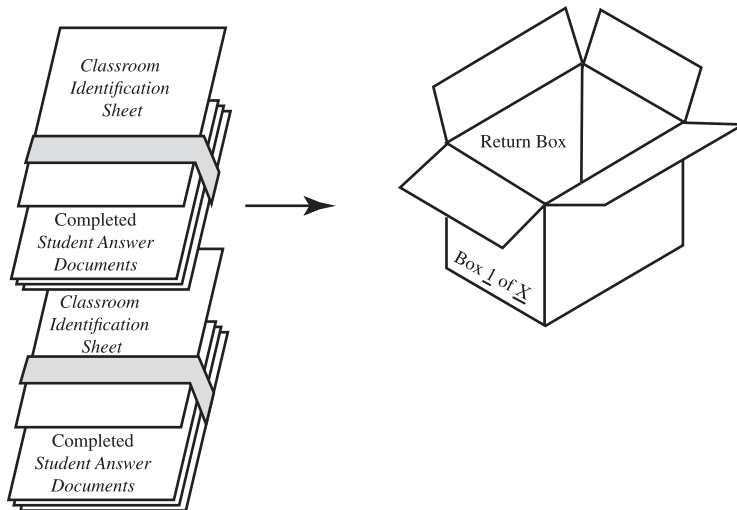 Classroom
Identification
Sheet
Completed
Student Answer
Documents
Classroom
Identification
Sheet
Completed
Student Answer
Documents
Return Box
Box 1 of X